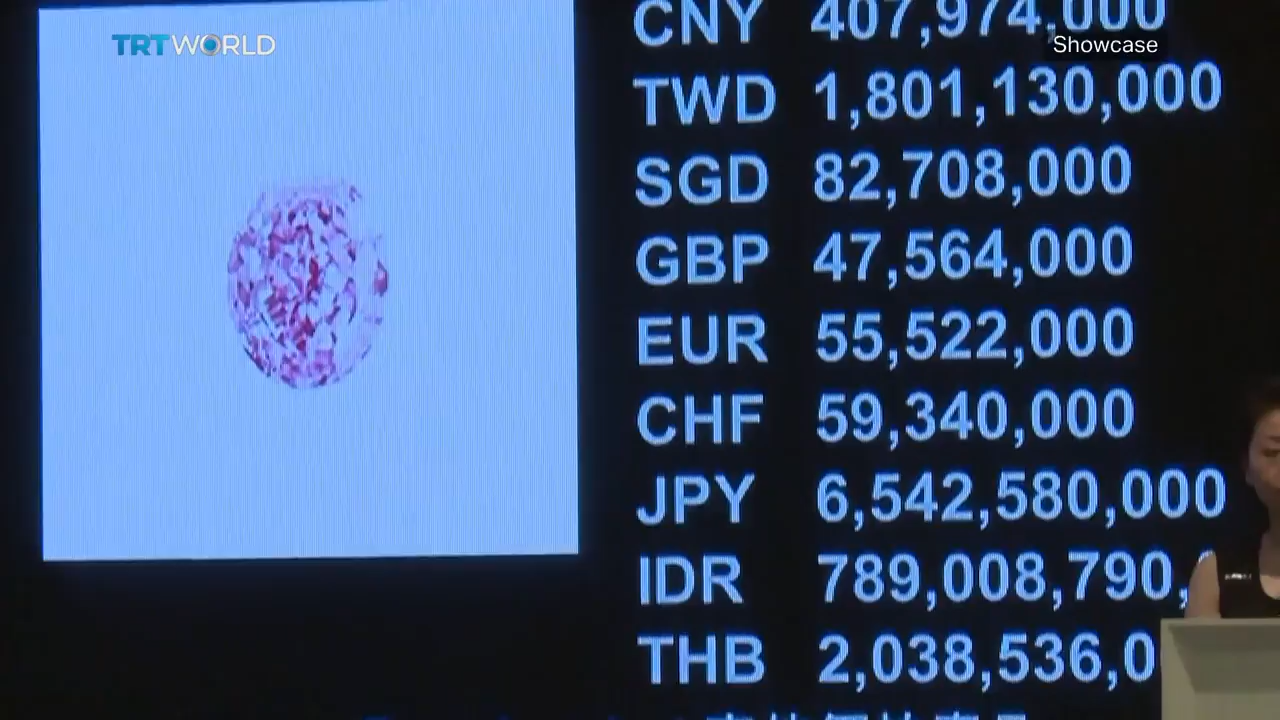 TRTWORLD
Showcase
CNY 407,974,000
TWD 1,801,130,000
SGD 82,708,000
GBP 47,564,000
EUR 55,522,000
CHF 59,340,000
JPY 6,542,580,000
IDR 789,008,790,
THB 2,038,536,0